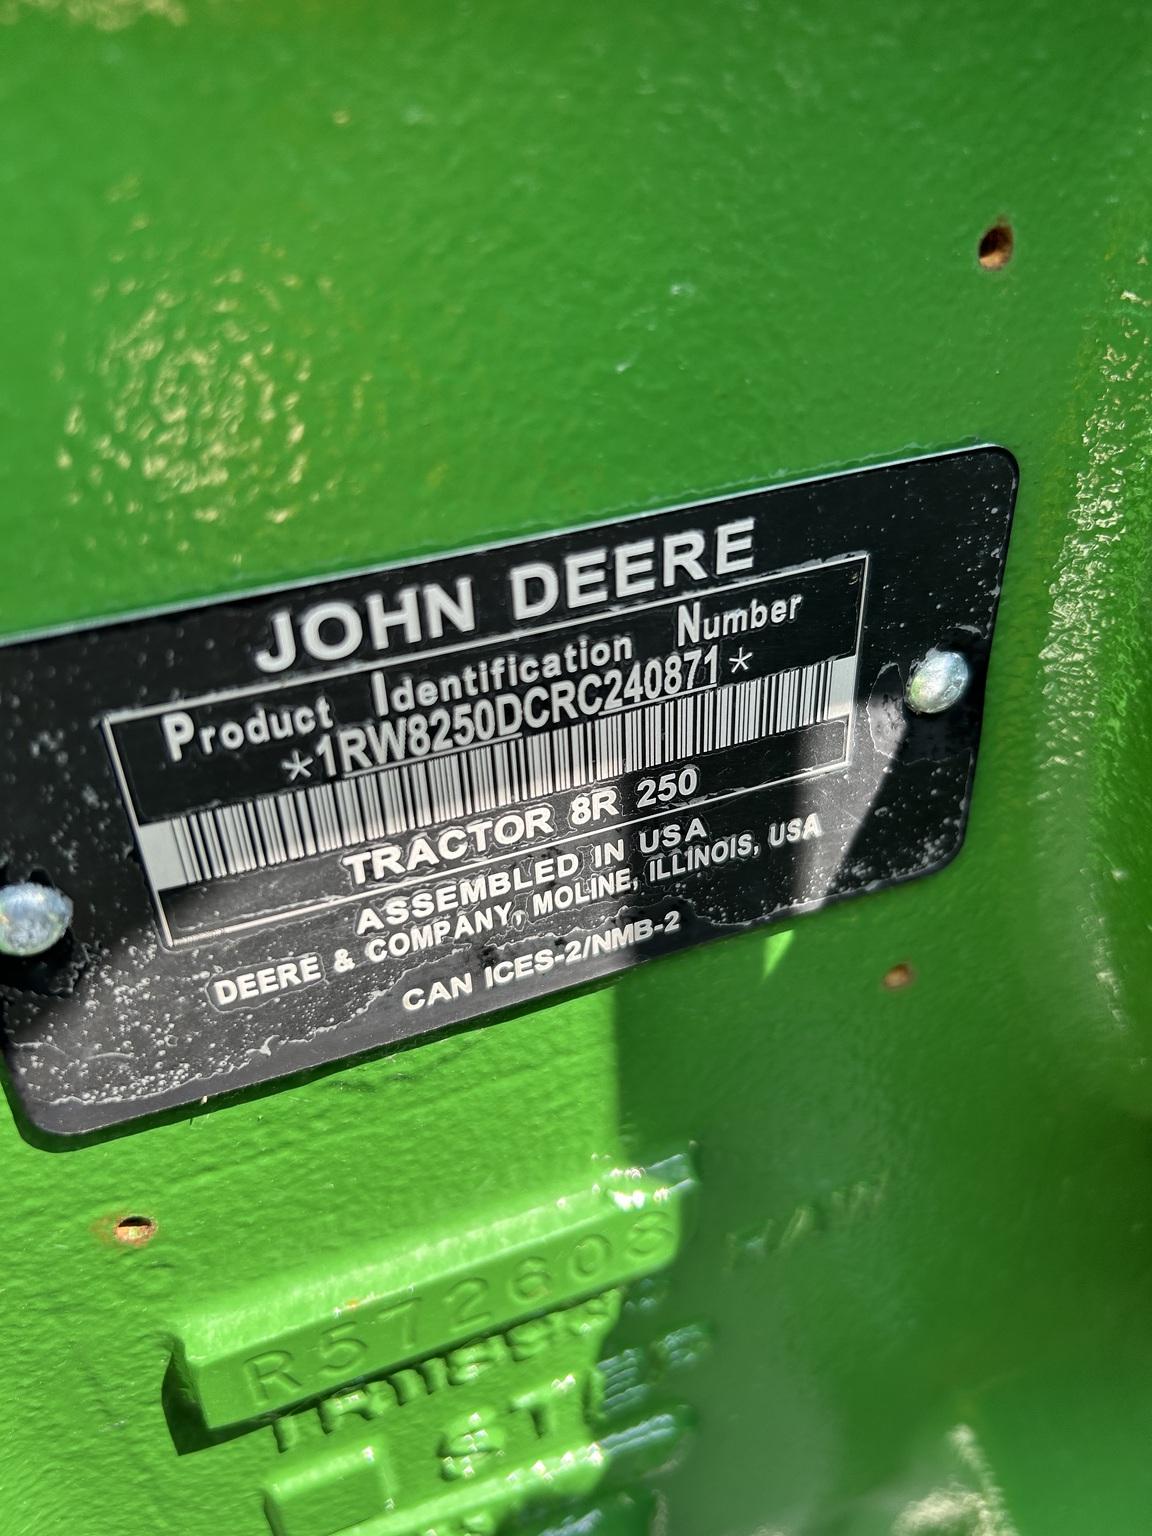 JOHN DEERE
Product Identification Number
*1RW8250DCRC240871*
TRACTOR 8R 250
ASSEMBLED IN USA
DEERE & COMPANY, MOLINE, ILLINOIS, USA
CAN ICES-2/NMB-2
R572608